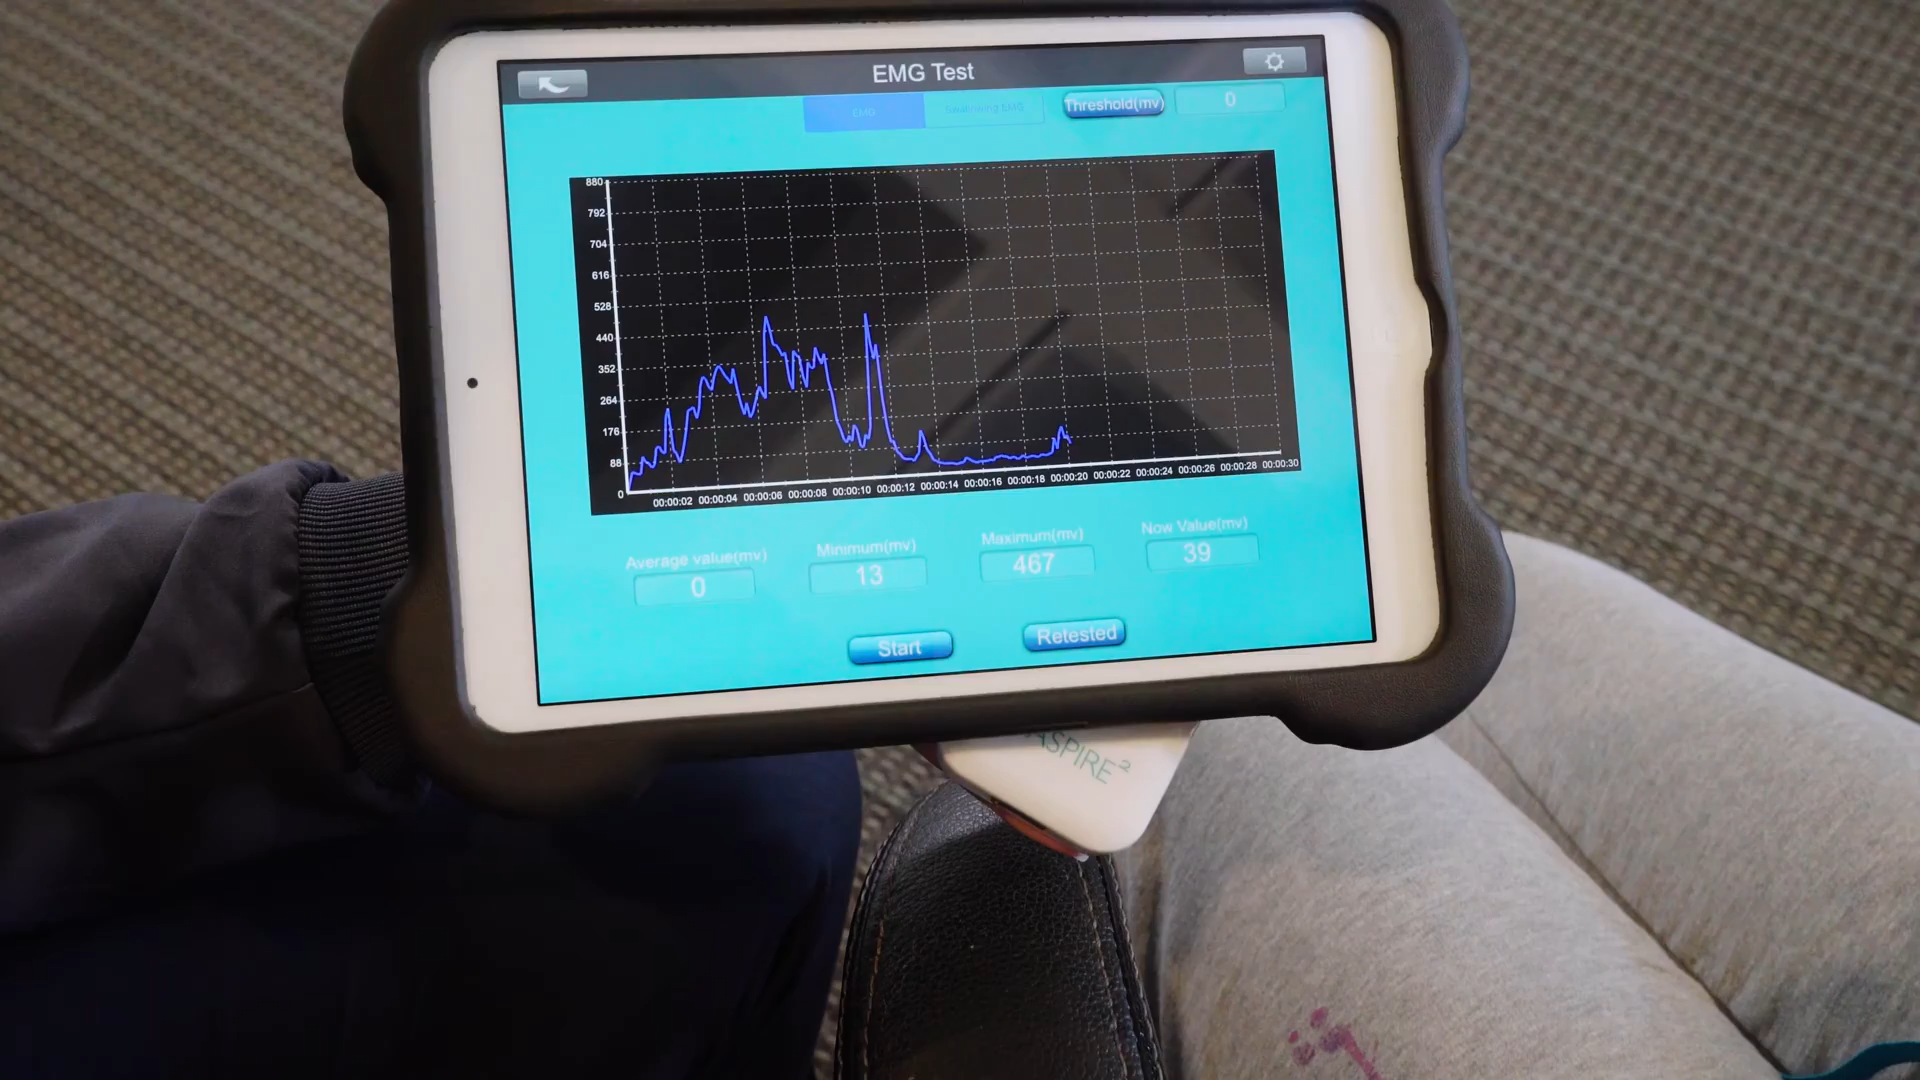 EMG Test
EMG
Swallowing EMG
Threshold(mv)
0
880
792
704
616
528
440
352
264
176
88
0
00:00:02 00:00:04 00:00:06 00:00:08 00:00:10 00:00:12 00:00:14 00:00:16 00:00:18 00:00:20 00:00:22 00:00:24 00:00:26 00:00:28 00:00:30
Average value(mv) Minimum(mv) Maximum(mv) Now Value(mv)
0 13 467 39
Start Retested
ASPIRE²